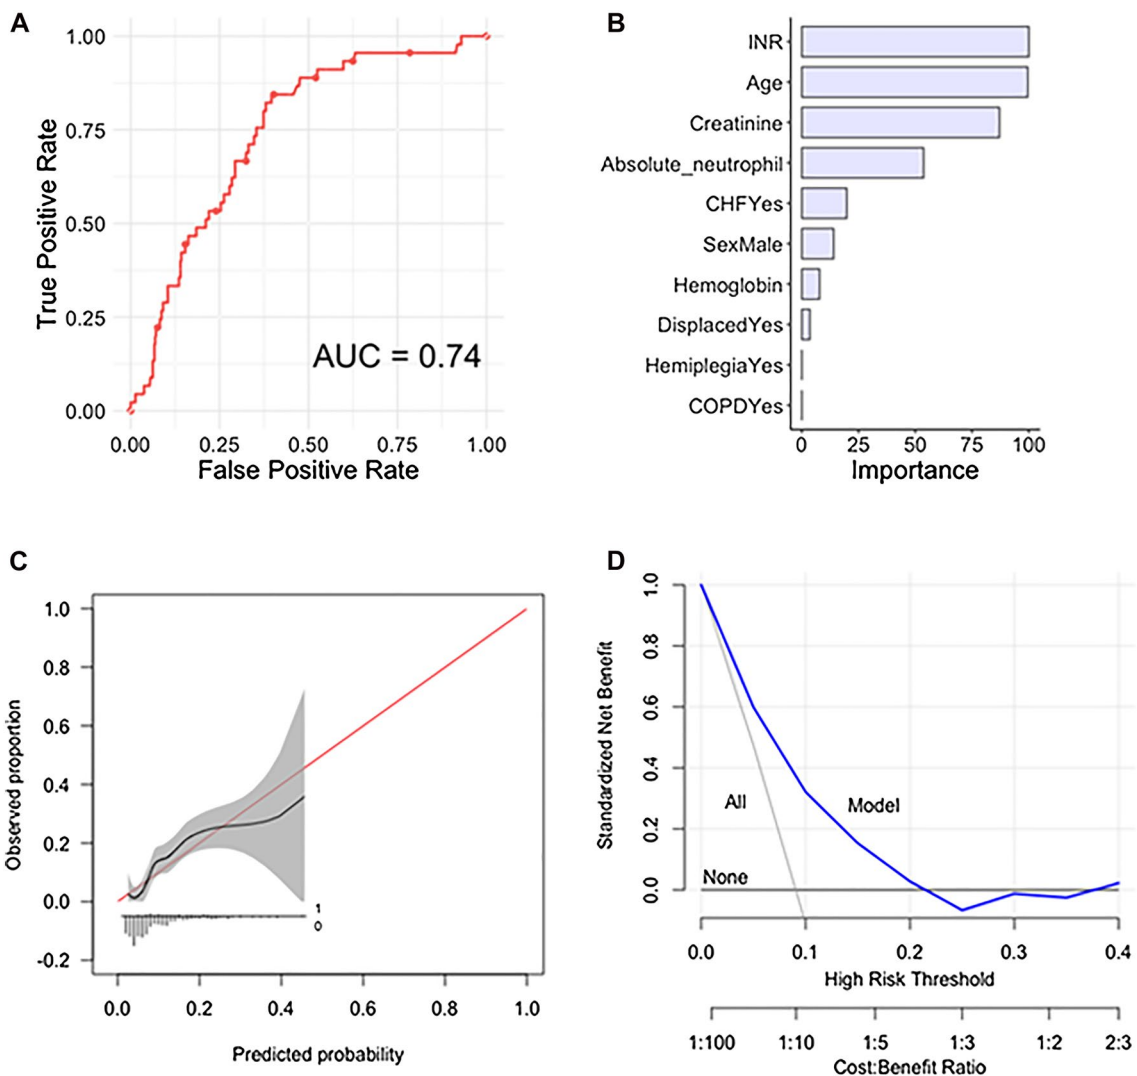 A
1.00
0.75
0.50
0.25
0.00
True Positive Rate
AUC = 0.74
0.00 0.25 0.50 0.75 1.00
False Positive Rate
B
INR
Age
Creatinine
Absolute_neutrophil
CHFYes
SexMale
Hemoglobin
DisplacedYes
HemiplegiaYes
COPDYes
0 25 50 75 100
Importance
C
1.0
0.8
0.6
0.4
0.2
0.0
-0.2
Observed proportion
1
0
0.0 0.2 0.4 0.6 0.8 1.0
Predicted probability
D
1.0
0.8
0.6
0.4
0.2
0.0
Standardized Net Benefit
All
Model
None
0.0 0.1 0.2 0.3 0.4
High Risk Threshold
1:100 1:10 1:5 1:3 1:2 2:3
Cost:Benefit Ratio